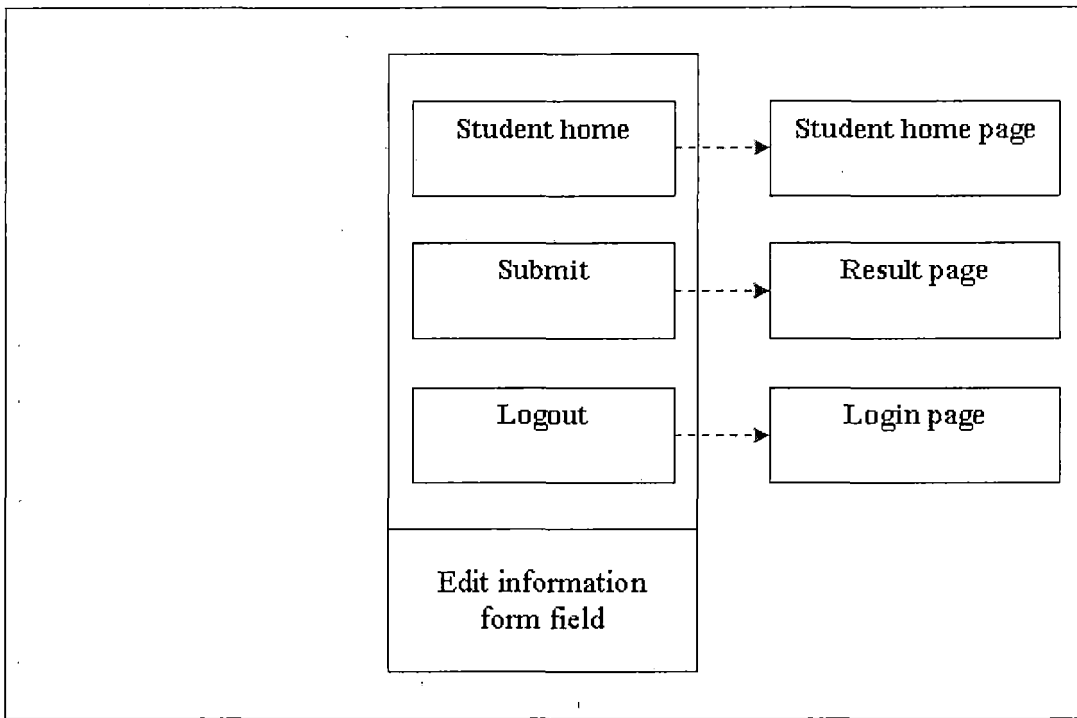 Student home
Student home page
Submit
Result page
Logout
Login page
Edit information
form field